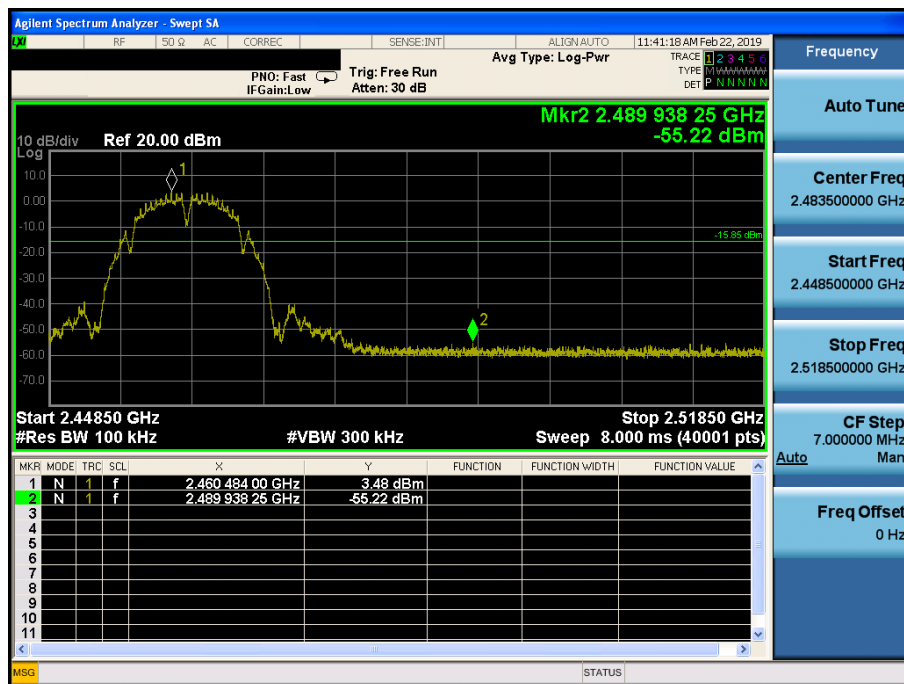 Agilent Spectrum Analyzer - Swept SA
LXI RF 50 Ω AC CORREC SENSE:INT ALIGN AUTO 11:41:18 AM Feb 22, 2019
PNO: Fast Trig: Free Run Avg Type: Log-Pwr TRACE 1 2 3 4 5 6
IFGain:Low Atten: 30 dB TYPE M WWWWW
DET P N N N N N
Mkr2 2.489 938 25 GHz
-55.22 dBm
10 dB/div Ref 20.00 dBm
Log
10.0
0.00
-10.0
-20.0
-30.0
-40.0
-50.0
-60.0
-70.0
1
-15.85 dBm
2
Start 2.44850 GHz Stop 2.51850 GHz
#Res BW 100 kHz #VBW 300 kHz Sweep 8.000 ms (40001 pts)
MKR MODE TRC SCL X Y FUNCTION FUNCTION WIDTH FUNCTION VALUE
1 N 1 f 2.460 484 00 GHz 3.48 dBm
2 N 1 f 2.489 938 25 GHz -55.22 dBm
3
4
5
6
7
8
9
10
11
MSG STATUS
Frequency
Auto Tune
Center Freq
2.483500000 GHz
Start Freq
2.448500000 GHz
Stop Freq
2.518500000 GHz
CF Step
7.000000 MHz
Auto Man
Freq Offset
0 Hz